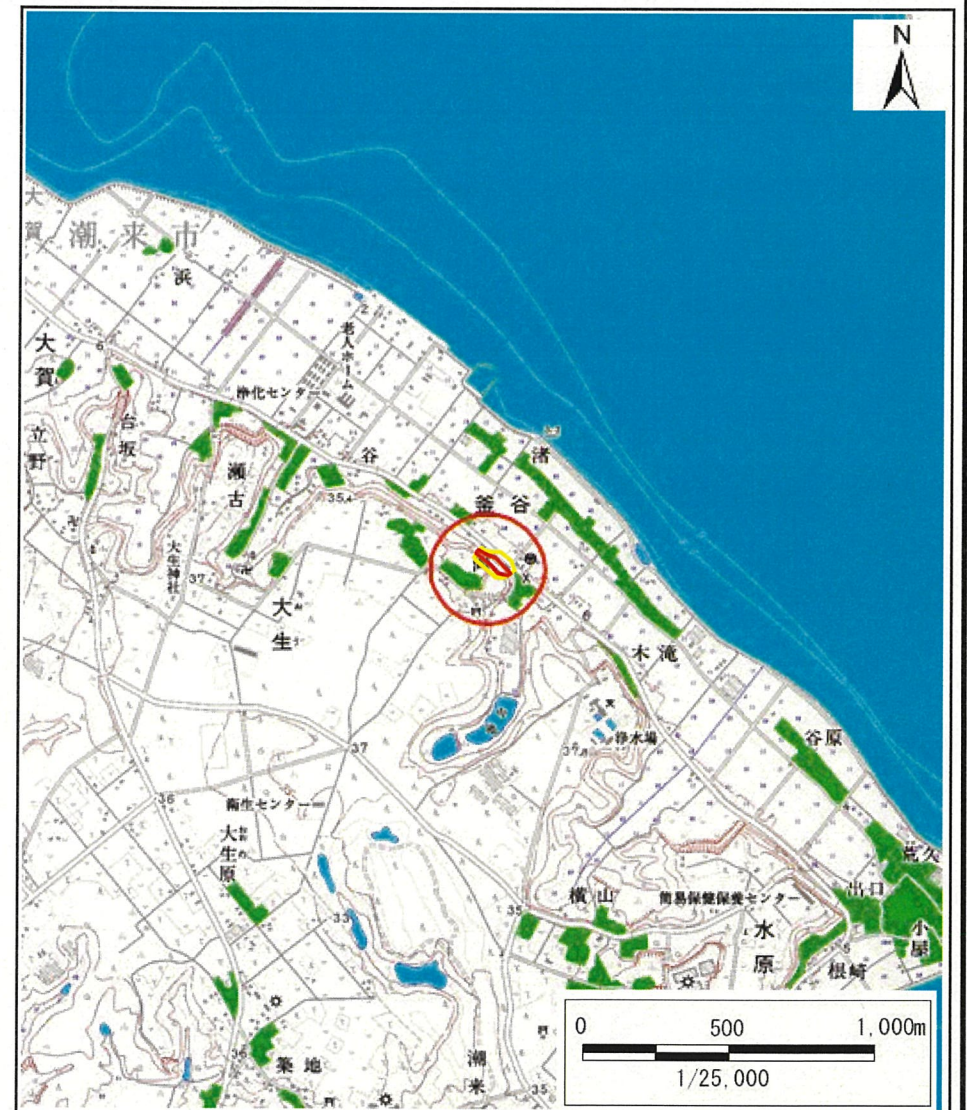 N
大賀
潮来市
浜
老人ホーム
大賀
浄化センター
台坂
立野
瀬古
谷
渚
釜谷
35.4
大生神社
37
大生
木滝
浄水場
谷原
37
36
衛生センター
大生原
荒久
出口
横山
簡易保健保養センター
小屋
35
33
水原
根崎
5
36
築地
潮来
35
0 500 1,000m
1/25,000